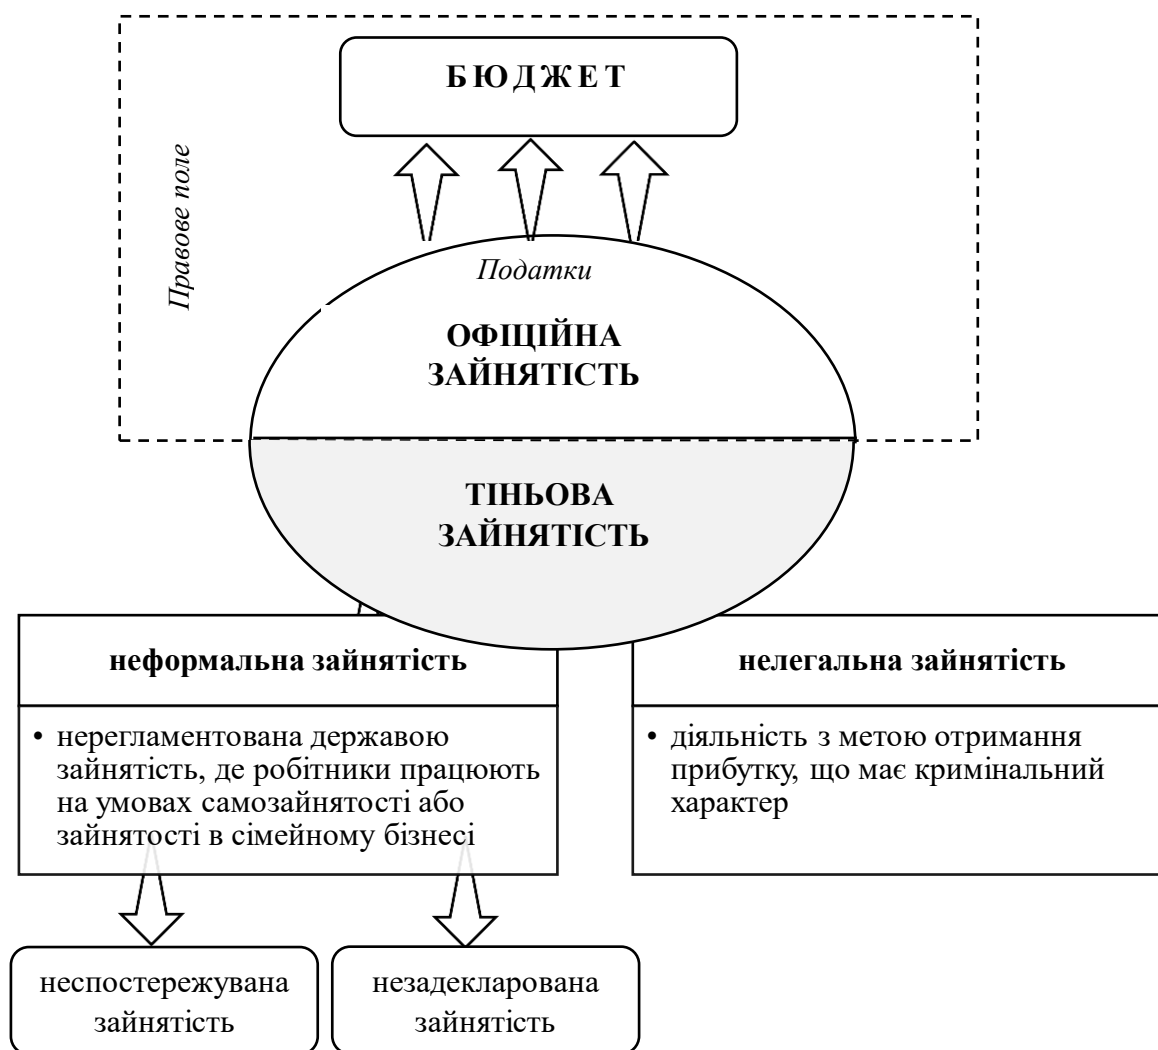 БЮДЖЕТ
Правове поле
Податки
ОФІЦІЙНА
ЗАЙНЯТІСТЬ
ТІНЬОВА
ЗАЙНЯТІСТЬ
неформальна зайнятість
• нерегламентована державою
зайнятість, де робітники працюють
на умовах самозайнятості або
зайнятості в сімейному бізнесі
нелегальна зайнятість
• діяльність з метою отримання
прибутку, що має кримінальний
характер
неспостережувана
зайнятість
незадекларована
зайнятість